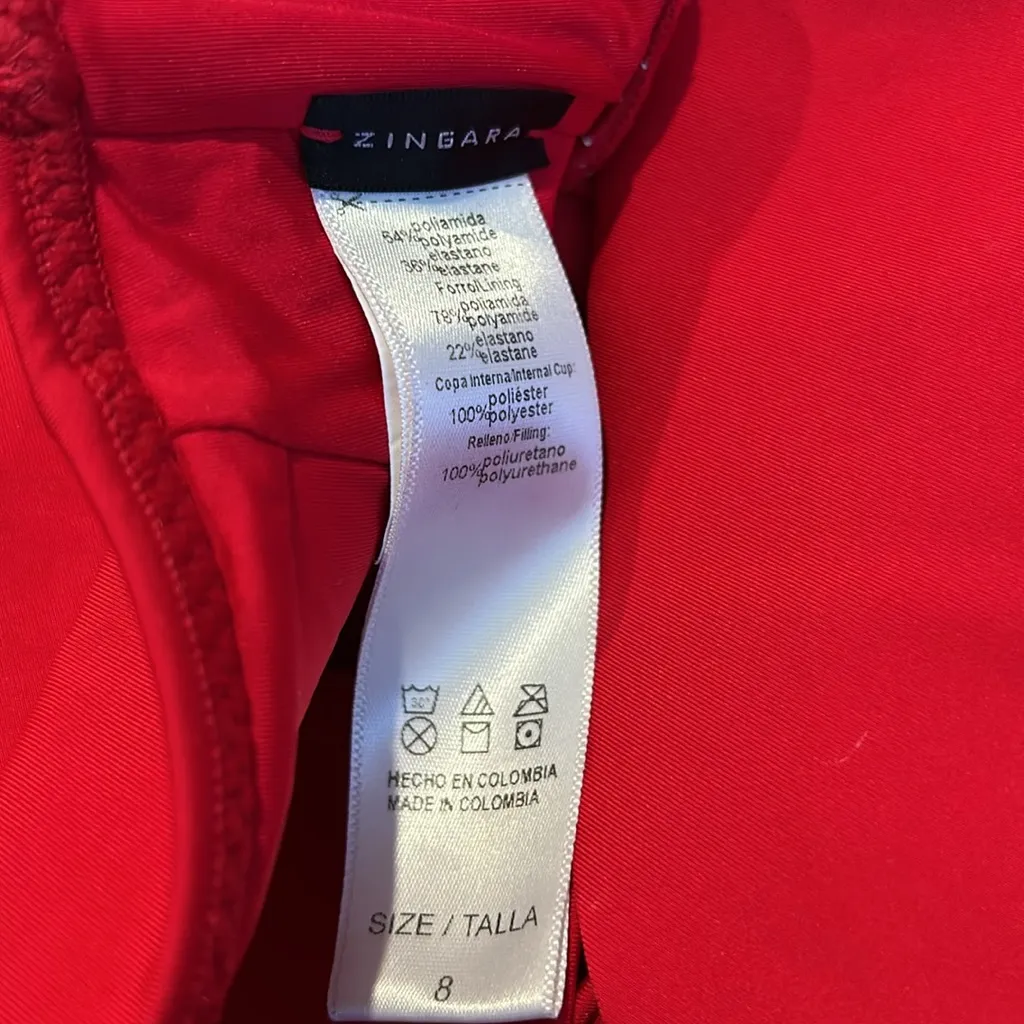 ZINGARA
poliamida
64% polyamide
elastano
36% elastane
Forro/Lining
poliamida
78% polyamide
elastano
22% elastane
Copa Interna/Internal Cup:
poliéster
100% polyester
Relleno/Filling:
poliuretano
100% polyurethane
30°
HECHO EN COLOMBIA
MADE IN COLOMBIA
SIZE / TALLA
8